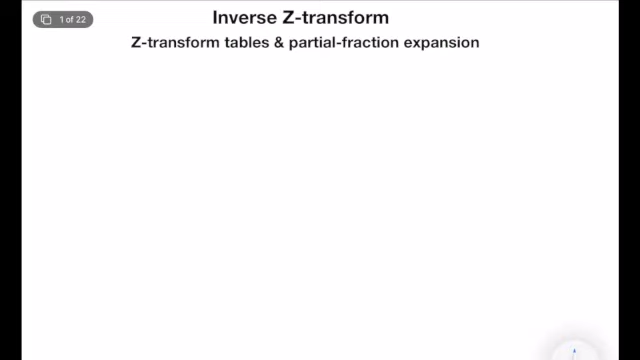 Inverse Z-transform
1 of 22
Z-transform tables & partial-fraction expansion